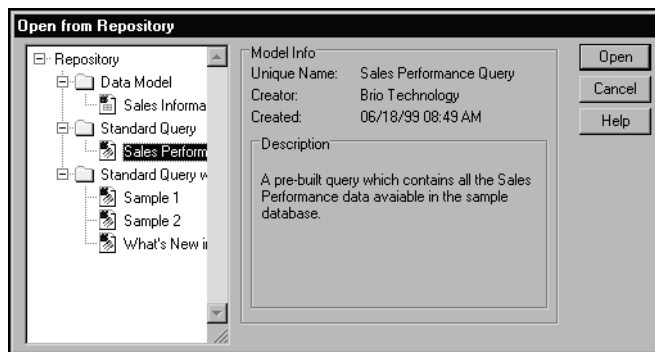 Open from Repository
Repository
Data Model
Sales Informa
Standard Query
Sales Perform
Standard Query w
Sample 1
Sample 2
What's New i
Model Info
Unique Name: Sales Performance Query
Creator: Brio Technology
Created: 06/18/99 08:49 AM
Description
A pre-built query which contains all the Sales
Performance data avaiable in the sample
database.
Open
Cancel
Help